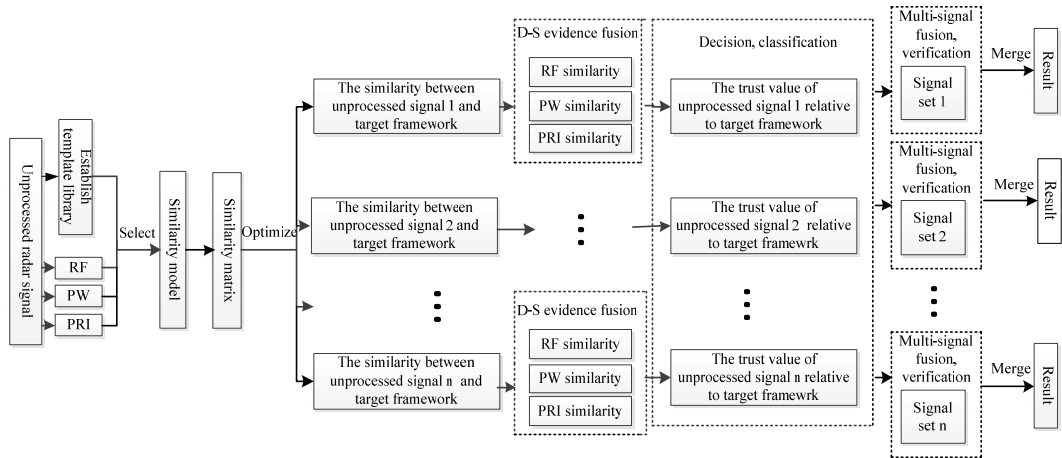 Unprocessed radar signal
Establish
template library
RF
PW
PRI
Select
Similarity model
Similarity matrix
Optimize
The similarity between
unprocessed signal 1 and
target framework
D-S evidence fusion
RF similarity
PW similarity
PRI similarity
Decision, classification
The trust value of
unprocessed signal 1 relative
to target framework
Multi-signal
fusion,
verification
Signal
set 1
Merge
Result
The similarity between
unprocessed signal 2 and
target framework
The trust value of
unprocessed signal 2 relative
to target framewrk
Multi-signal
fusion,
verification
Signal
set 2
Merge
Result
The similarity between
unprocessed signal n and
target framework
D-S evidence fusion
RF similarity
PW similarity
PRI similarity
The trust value of
unprocessed signal n relative
to target framewrk
Multi-signal
fusion,
verification
Signal
set n
Merge
Result